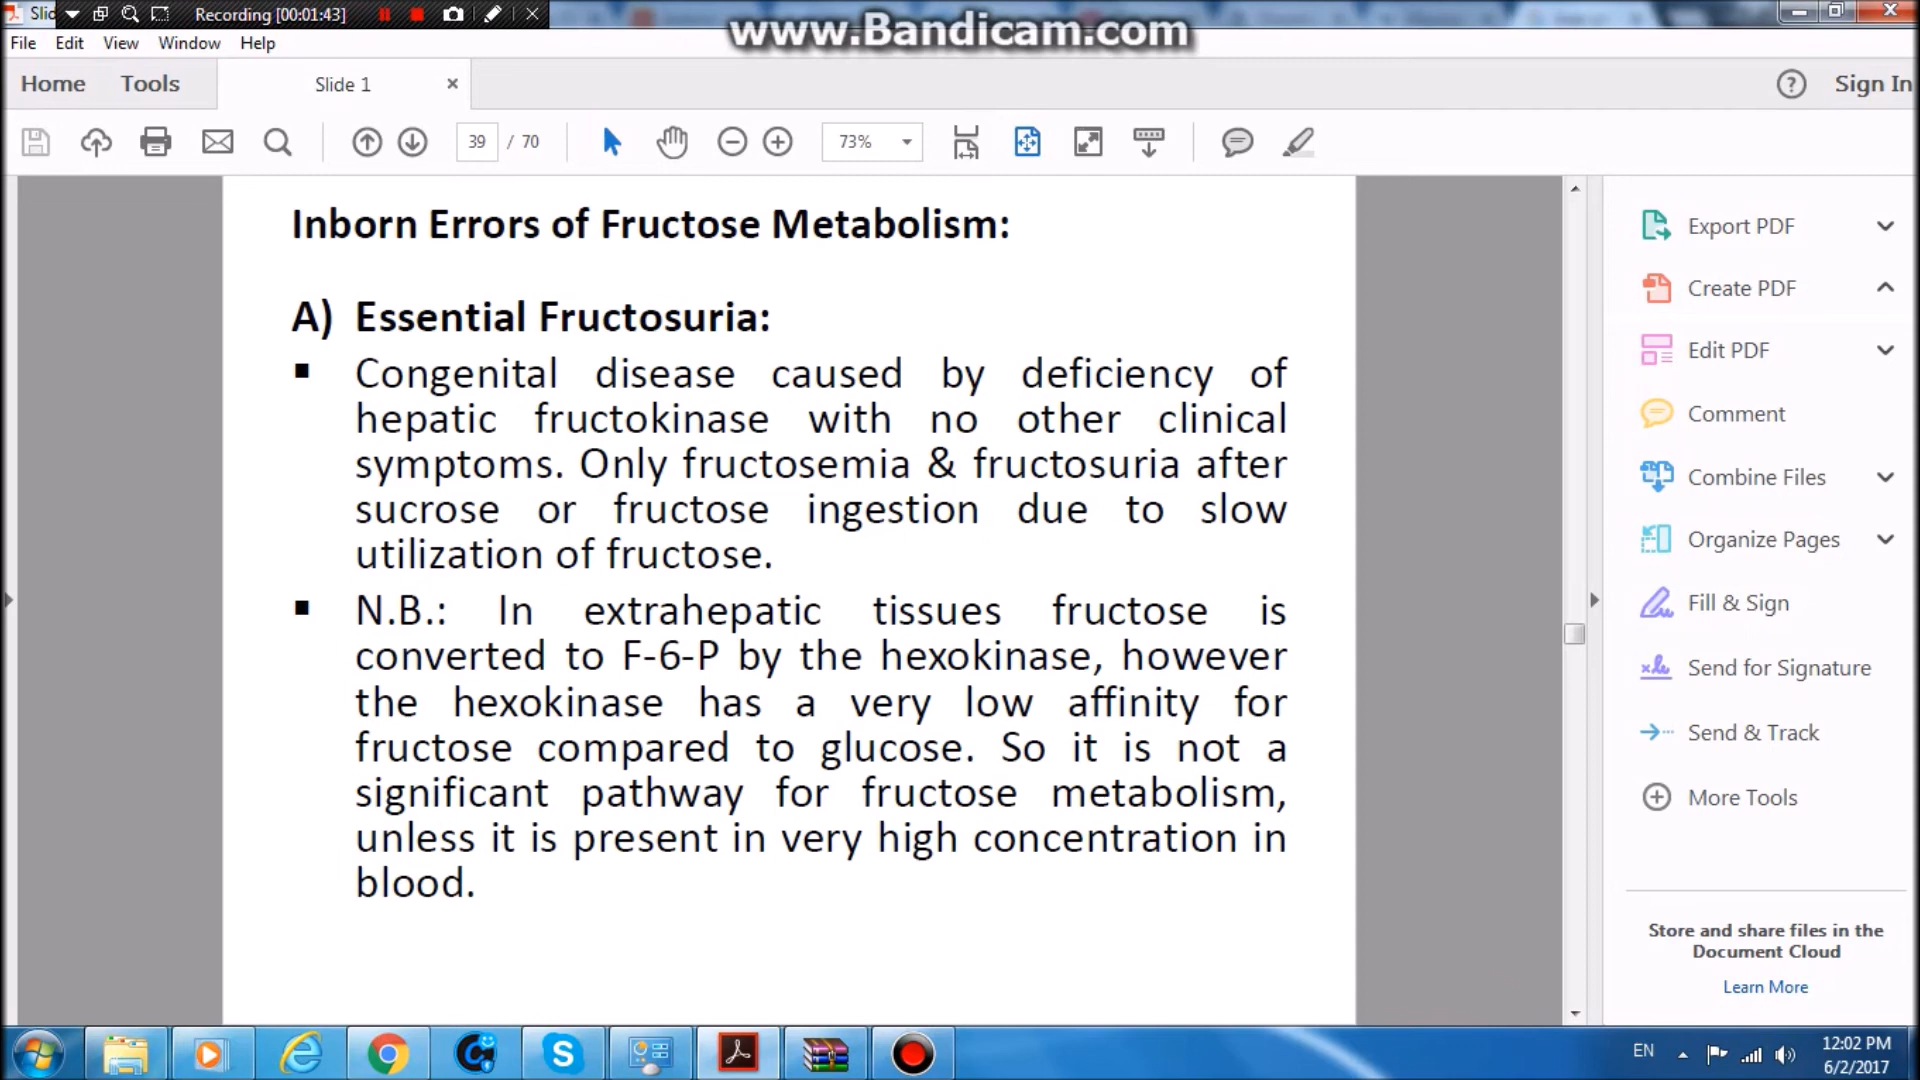 Slid
Recording [00:01:43]
www.Bandicam.com
File Edit View Window Help
Home Tools Slide 1 Sign In
39 / 70 73%
Inborn Errors of Fructose Metabolism:
A) Essential Fructosuria:
▪ Congenital disease caused by deficiency of
hepatic fructokinase with no other clinical
symptoms. Only fructosemia & fructosuria after
sucrose or fructose ingestion due to slow
utilization of fructose.
▪ N.B.: In extrahepatic tissues fructose is
converted to F-6-P by the hexokinase, however
the hexokinase has a very low affinity for
fructose compared to glucose. So it is not a
significant pathway for fructose metabolism,
unless it is present in very high concentration in
blood.
Export PDF
Create PDF
Edit PDF
Comment
Combine Files
Organize Pages
Fill & Sign
Send for Signature
Send & Track
More Tools
Store and share files in the
Document Cloud
Learn More
EN
12:02 PM
6/2/2017